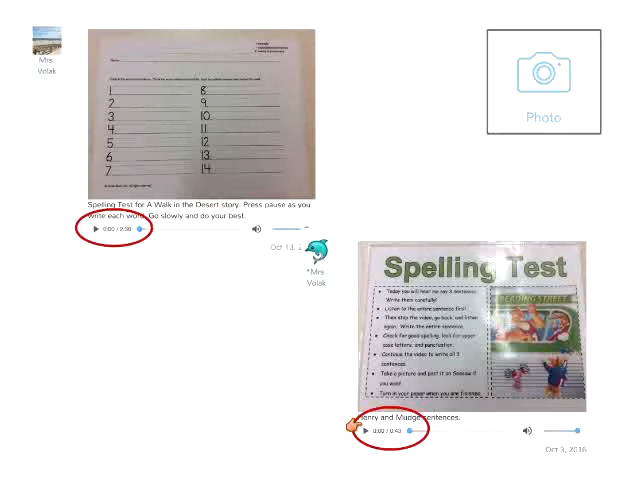 Mrs.
Volak
Name
1 8.
2 9.
3 10.
4. 11.
5. 12
6 13.
7 14.
Photo
Spelling Test for A Walk in the Desert story. Press pause as you
write each word. Go slowly and do your best.
0:00 / 2:38
Oct 13, 2
*Mrs.
Volak
Spelling Test
Today you will hear me say 3 sentences.
Write them carefully!
Listen to the entire sentence first.
Then stop the video, go back, and listen
again. Write the entire sentence.
Check for good spelling, look for upper
case letters, and punctuation.
Continue the video to write all 3
sentences.
Take a picture and post it on Seesaw if
you want.
Turn in your paper when you are finished.
READING STREET
Henry and Mudge sentences.
0:00 / 0:43
Oct 3, 2016